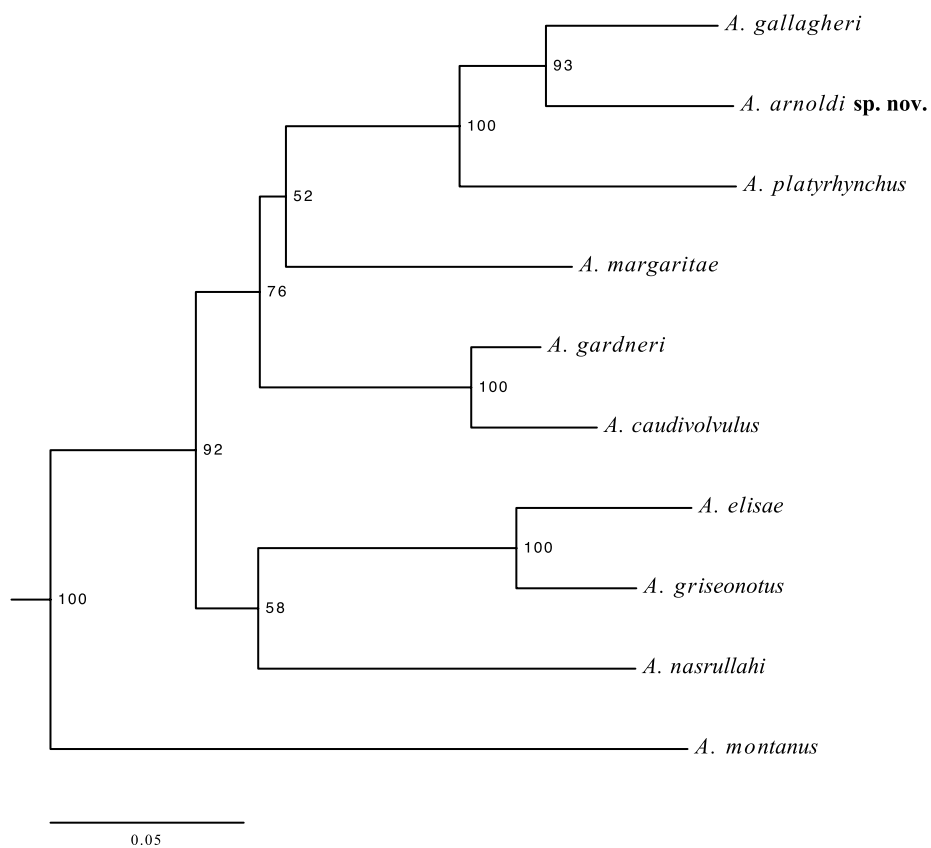 A. gallagheri
93
A. arnoldi sp. nov.
100
A. platyrhynchus
52
A. margaritae
76
A. gardneri
100
A. caudivolvulus
92
A. elisae
100
A. griseonotus
100
58
A. nasrullahi
A. montanus
0.05